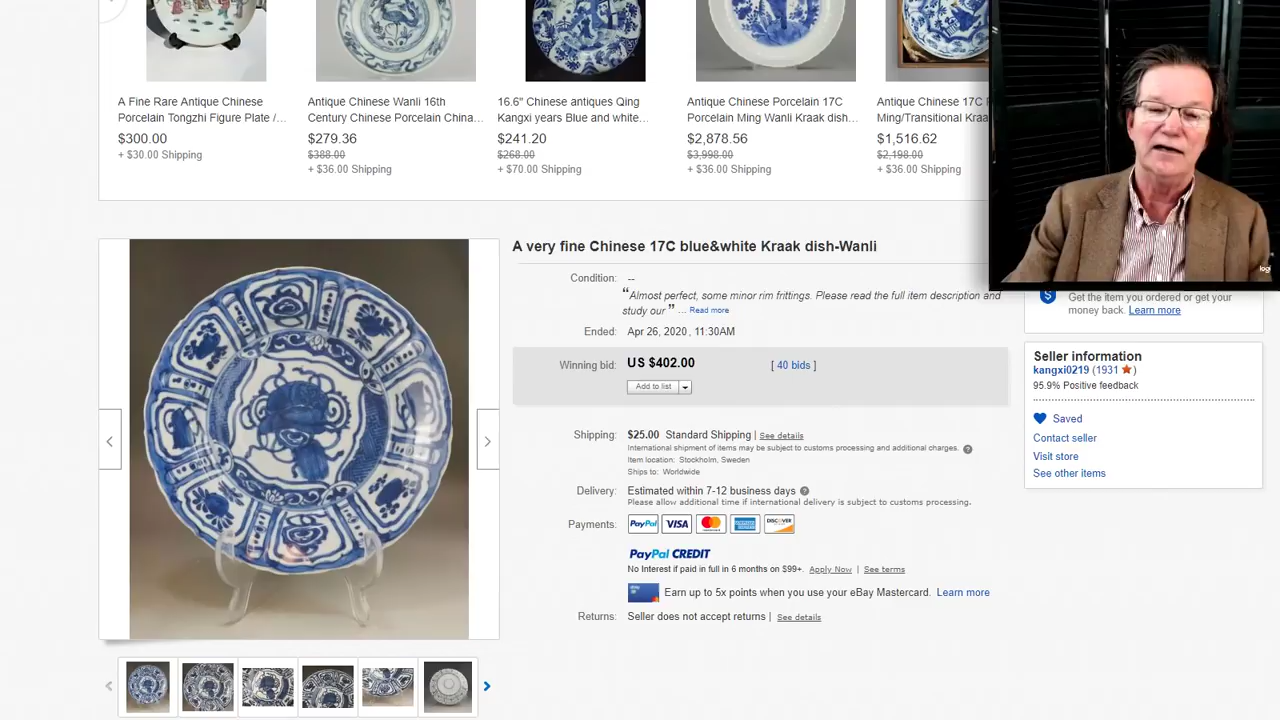 A Fine Rare Antique Chinese
Porcelain Tongzhi Figure Plate /...
$300.00
+ $30.00 Shipping
Antique Chinese Wanli 16th
Century Chinese Porcelain China...
$279.36
$388.00
+ $36.00 Shipping
16.6" Chinese antiques Qing
Kangxi years Blue and white...
$241.20
$268.00
+ $70.00 Shipping
Antique Chinese Porcelain 17C
Porcelain Ming Wanli Kraak dish...
$2,878.56
$3,998.00
+ $36.00 Shipping
Antique Chinese 17C
Ming/Transitional Kraa
$1,516.62
$2,198.00
+ $36.00 Shipping
logi
A very fine Chinese 17C blue&white Kraak dish-Wanli
Condition: --
“Almost perfect, some minor rim frittings. Please read the full item description and
study our ” ... Read more
Ended: Apr 26, 2020 , 11:30AM
Winning bid: US $402.00 [ 40 bids ]
Add to list
Shipping: $25.00 Standard Shipping | See details
International shipment of items may be subject to customs processing and additional charges. ?
Item location: Stockholm, Sweden
Ships to: Worldwide
Delivery: Estimated within 7-12 business days ?
Please allow additional time if international delivery is subject to customs processing.
Payments: PayPal VISA MasterCard AMERICAN EXPRESS DISCOVER
PayPal CREDIT
No Interest if paid in full in 6 months on $99+. Apply Now | See terms
Earn up to 5x points when you use your eBay Mastercard. Learn more
Returns: Seller does not accept returns | See details
$ Get the item you ordered or get your
money back. Learn more
Seller information
kangxi0219 (1931 ★ )
95.9% Positive feedback
Saved
Contact seller
Visit store
See other items